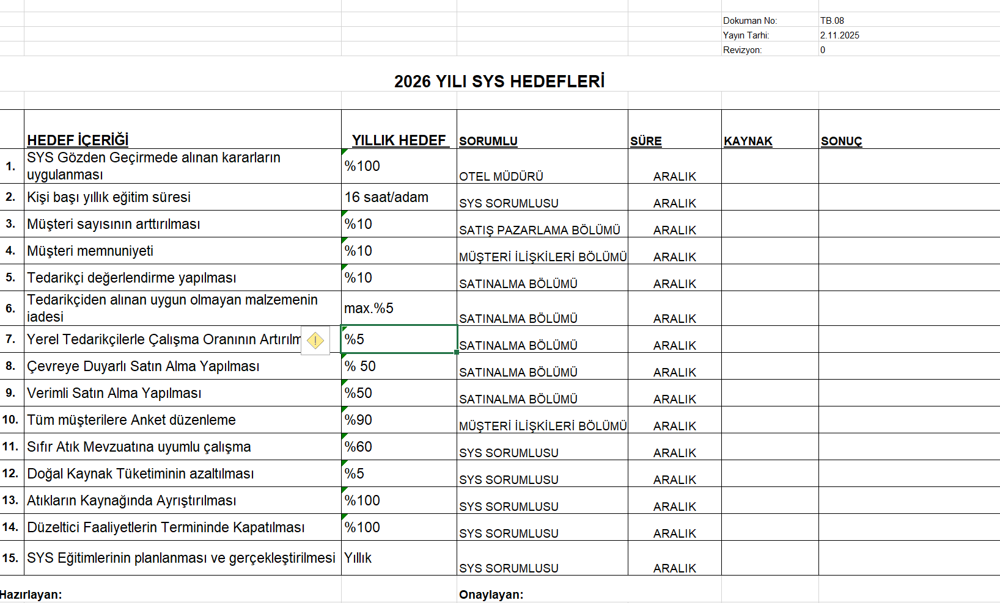 Dokuman No: TB.08
Yayın Tarhi: 2.11.2025
Revizyon: 0
2026 YILI SYS HEDEFLERİ
HEDEF İÇERİĞİ YILLIK HEDEF SORUMLU SÜRE KAYNAK SONUÇ
1. SYS Gözden Geçirmede alınan kararların
uygulanması %100 OTEL MÜDÜRÜ ARALIK
2. Kişi başı yıllık eğitim süresi 16 saat/adam SYS SORUMLUSU ARALIK
3. Müşteri sayısının arttırılması %10 SATIŞ PAZARLAMA BÖLÜMÜ ARALIK
4. Müşteri memnuniyeti %10 MÜŞTERİ İLİŞKİLERİ BÖLÜMÜ ARALIK
5. Tedarikçi değerlendirme yapılması %10 SATINALMA BÖLÜMÜ ARALIK
6. Tedarikçiden alınan uygun olmayan malzemenin
iadesi max.%5 SATINALMA BÖLÜMÜ ARALIK
7. Yerel Tedarikçilerle Çalışma Oranının %5 SATINALMA BÖLÜMÜ ARALIK
8. Çevreye Duyarlı Satın Alma Yapılması % 50 SATINALMA BÖLÜMÜ ARALIK
9. Verimli Satın Alma Yapılması %50 SATINALMA BÖLÜMÜ ARALIK
10. Tüm müşterilere Anket düzenleme %90 MÜŞTERİ İLİŞKİLERİ BÖLÜMÜ ARALIK
11. Sıfır Atık Mevzuatına uyumlu çalışma %60 SYS SORUMLUSU ARALIK
12. Doğal Kaynak Tüketiminin azaltılması %5 SYS SORUMLUSU ARALIK
13. Atıkların Kaynağında Ayrıştırılması %100 SYS SORUMLUSU ARALIK
14. Düzeltici Faaliyetlerin Termininde Kapatılması %100 SYS SORUMLUSU ARALIK
15. SYS Eğitimlerinin planlanması ve gerçekleştirilmesi Yıllık SYS SORUMLUSU ARALIK
Hazırlayan: Onaylayan: